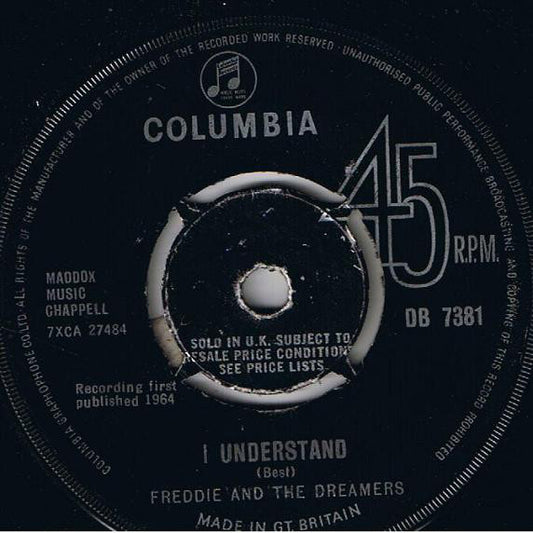 COLUMBIA GRAPHOPHONE CO. LTD. ALL RIGHTS OF THE MANUFACTURER AND OF THE OWNER OF THE RECORDED WORK RESERVED · UNAUTHORISED PUBLIC PERFORMANCE BROADCASTING AND COPYING OF THIS RECORD PROHIBITED
COLUMBIA
45
R.P.M.
MADDOX
MUSIC
CHAPPELL
7XCA 27484
DB 7381
SOLD IN U.K. SUBJECT TO
RESALE PRICE CONDITIONS
SEE PRICE LISTS
Recording first
published 1964
I UNDERSTAND
(Best)
FREDDIE AND THE DREAMERS
MADE IN GT. BRITAIN